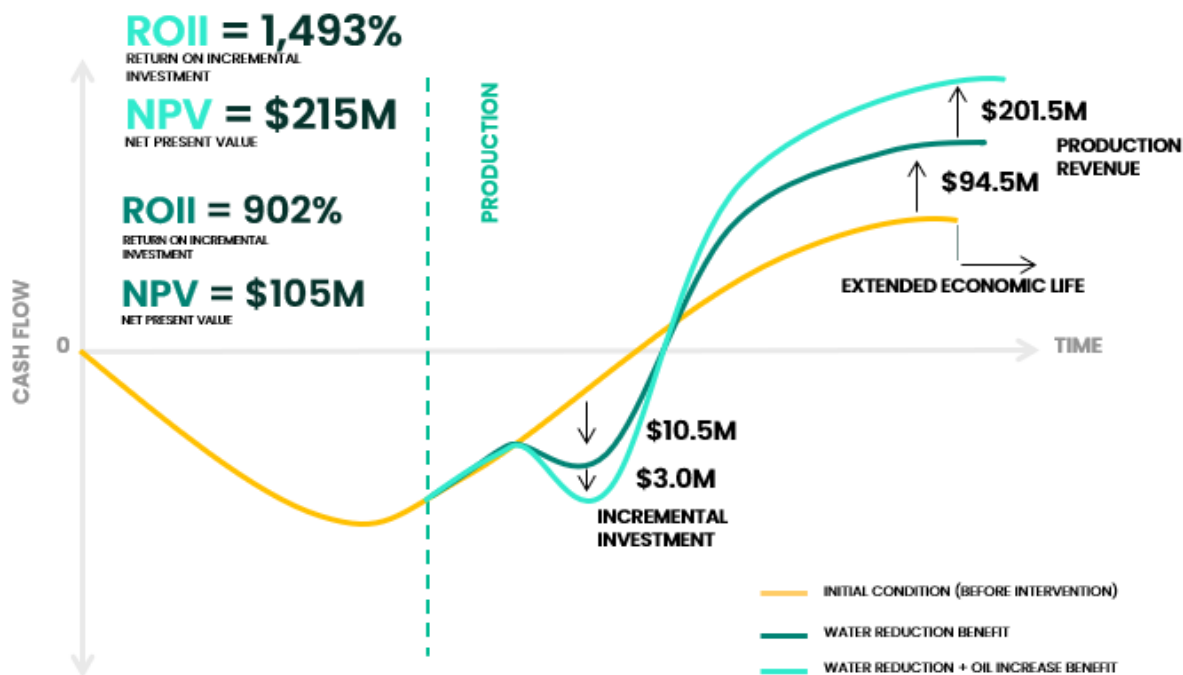 ROII = 1,493%
RETURN ON INCREMENTAL
INVESTMENT
NPV = $215M
NET PRESENT VALUE
ROII = 902%
RETURN ON INCREMENTAL
INVESTMENT
NPV = $105M
NET PRESENT VALUE
PRODUCTION
$201.5M
PRODUCTION
REVENUE
$94.5M
EXTENDED ECONOMIC LIFE
CASH FLOW
0
TIME
$10.5M
$3.0M
INCREMENTAL
INVESTMENT
INITIAL CONDITION (BEFORE INTERVENTION)
WATER REDUCTION BENEFIT
WATER REDUCTION + OIL INCREASE BENEFIT